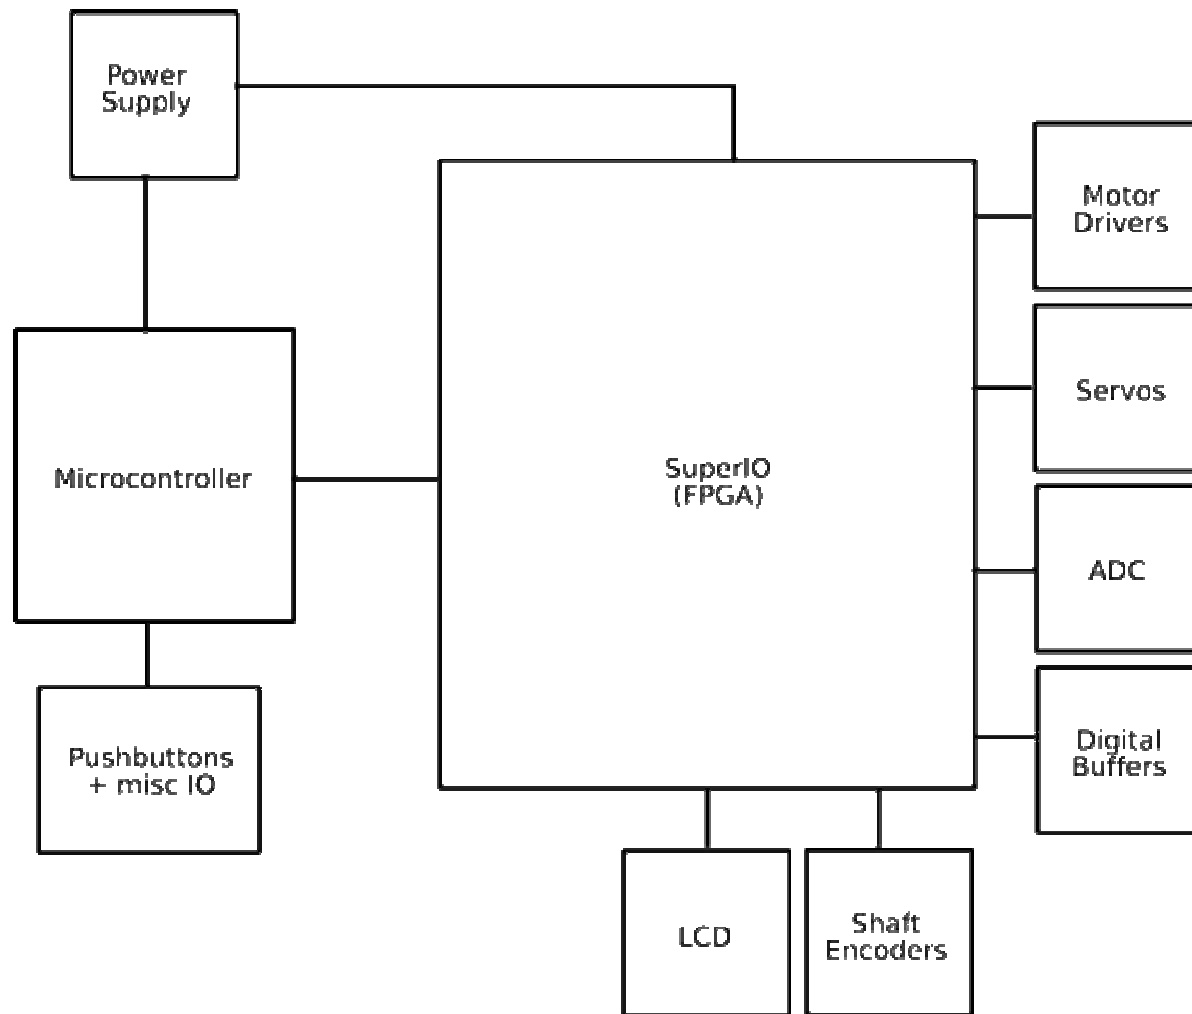 Power
Supply
Motor
Drivers
Servos
Microcontroller
SuperIO
(FPGA)
ADC
Pushbuttons
+ misc IO
Digital
Buffers
LCD
Shaft
Encoders